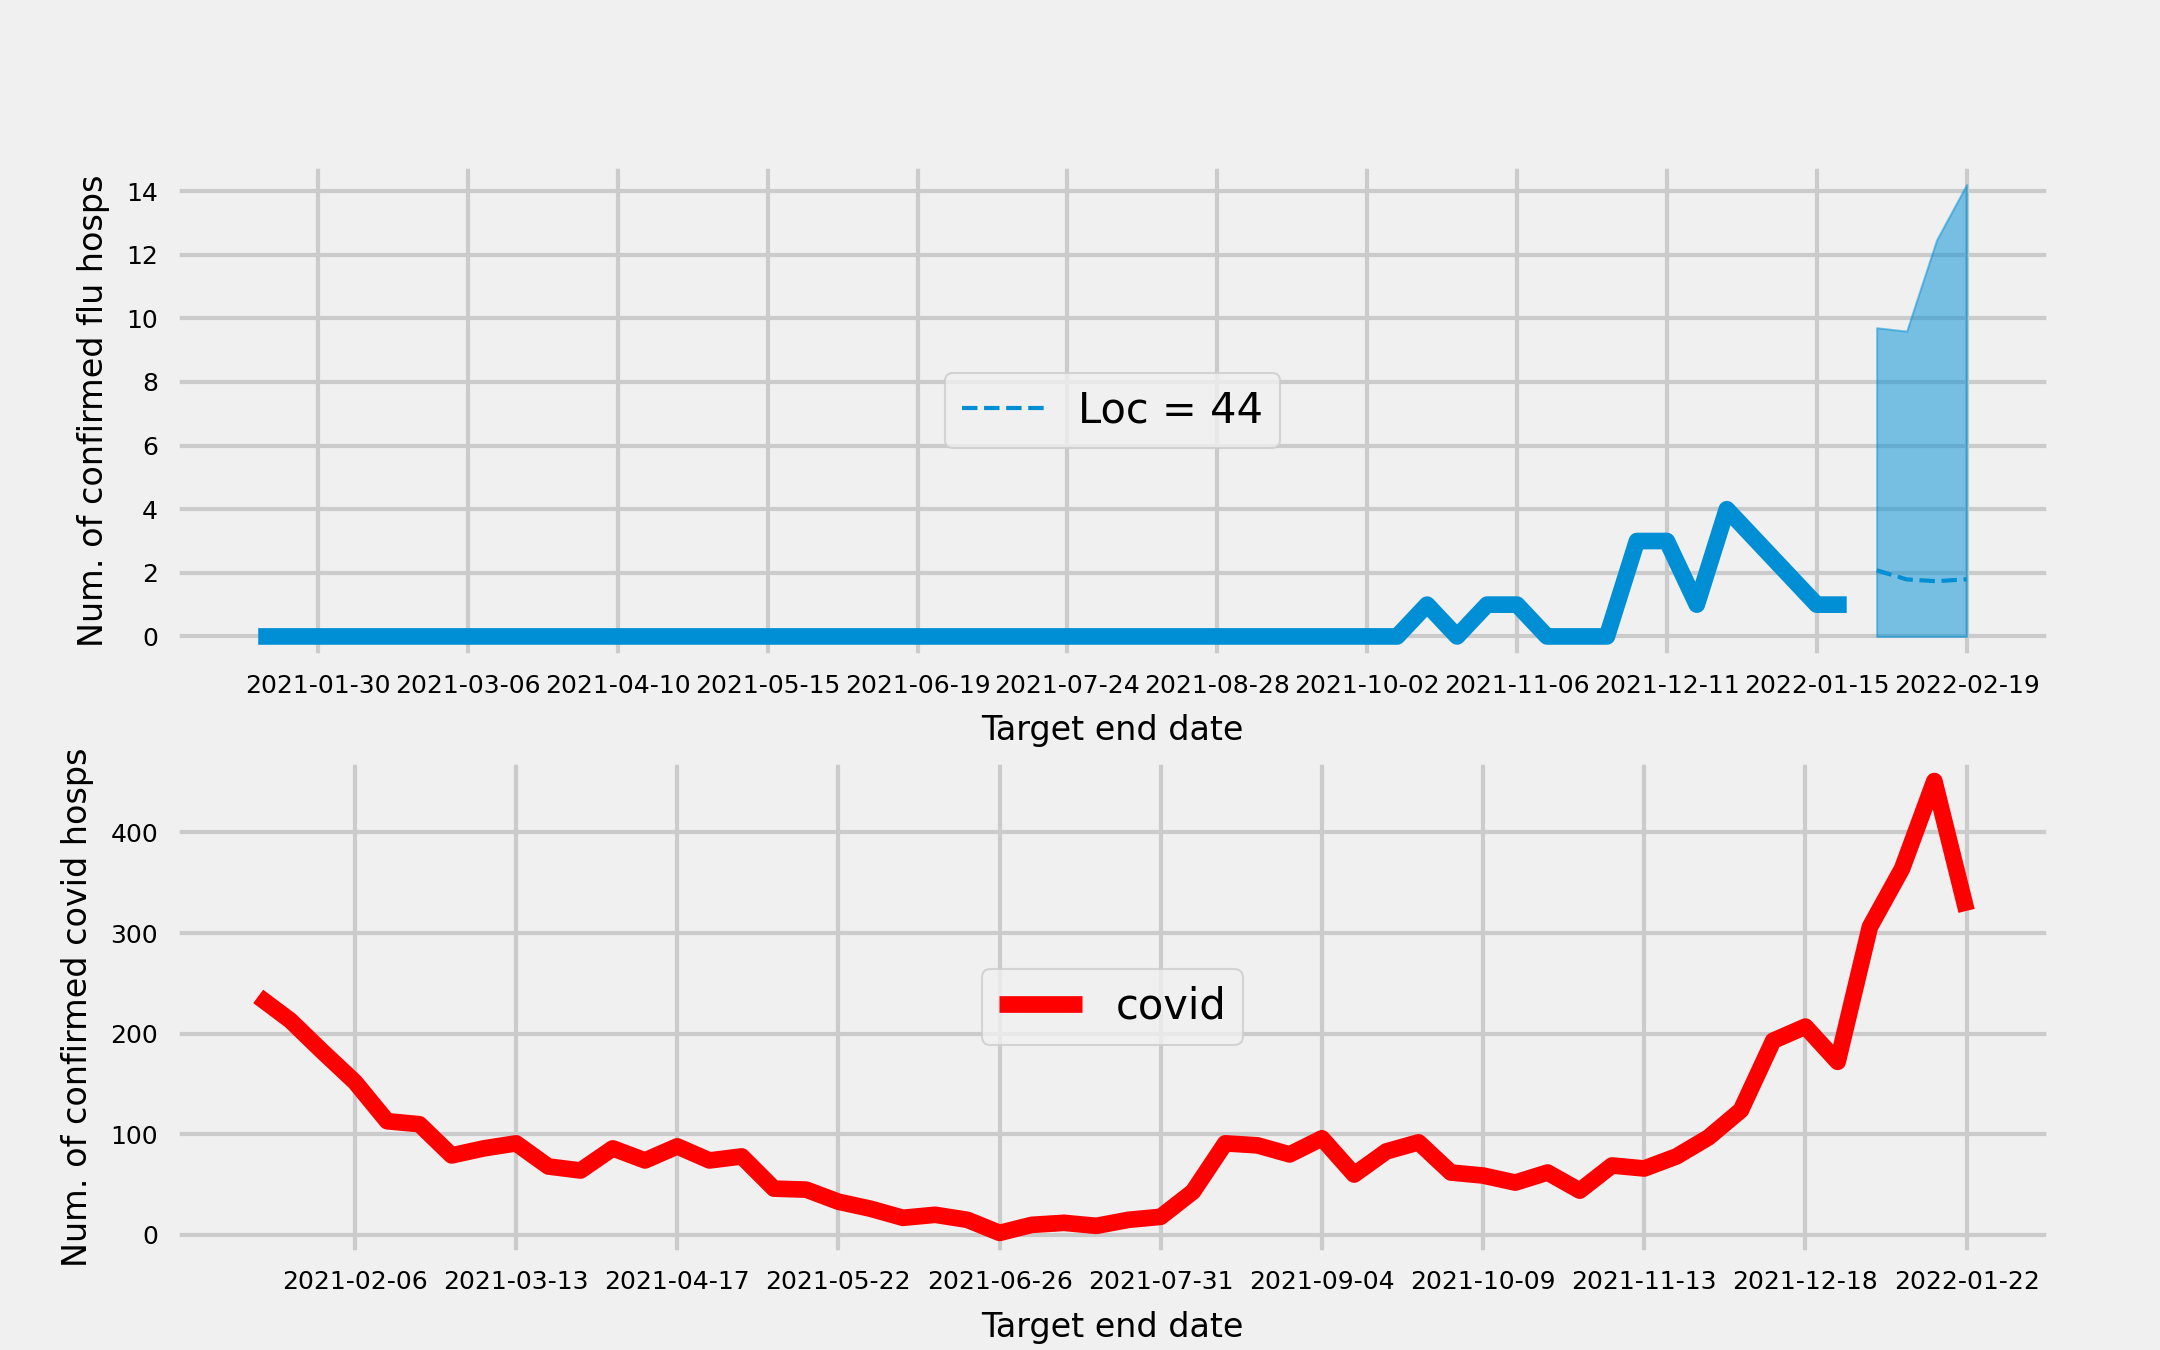 Num. of confirmed flu hosps
14
12
10
8
6
4
2
0
Loc = 44
2021-01-30 2021-03-06 2021-04-10 2021-05-15 2021-06-19 2021-07-24 2021-08-28 2021-10-02 2021-11-06 2021-12-11 2022-01-15 2022-02-19
Target end date
Num. of confirmed covid hosps
400
300
200
100
0
covid
2021-02-06 2021-03-13 2021-04-17 2021-05-22 2021-06-26 2021-07-31 2021-09-04 2021-10-09 2021-11-13 2021-12-18 2022-01-22
Target end date